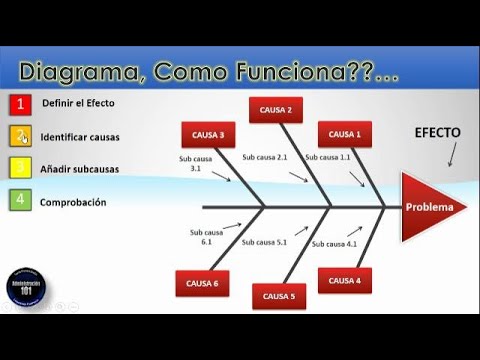 Diagrama, Como Funciona??...
1 Definir el Efecto
2 Identificar causas
3 Añadir subcausas
4 Comprobación
CAUSA 3
CAUSA 2
CAUSA 1
EFECTO
Sub causa
3.1
Sub causa 2.1
Sub causa 1.1
Problema
Sub causa
6.1
Sub causa 5.1
Sub causa 4.1
CAUSA 6
CAUSA 5
CAUSA 4
Administración
101